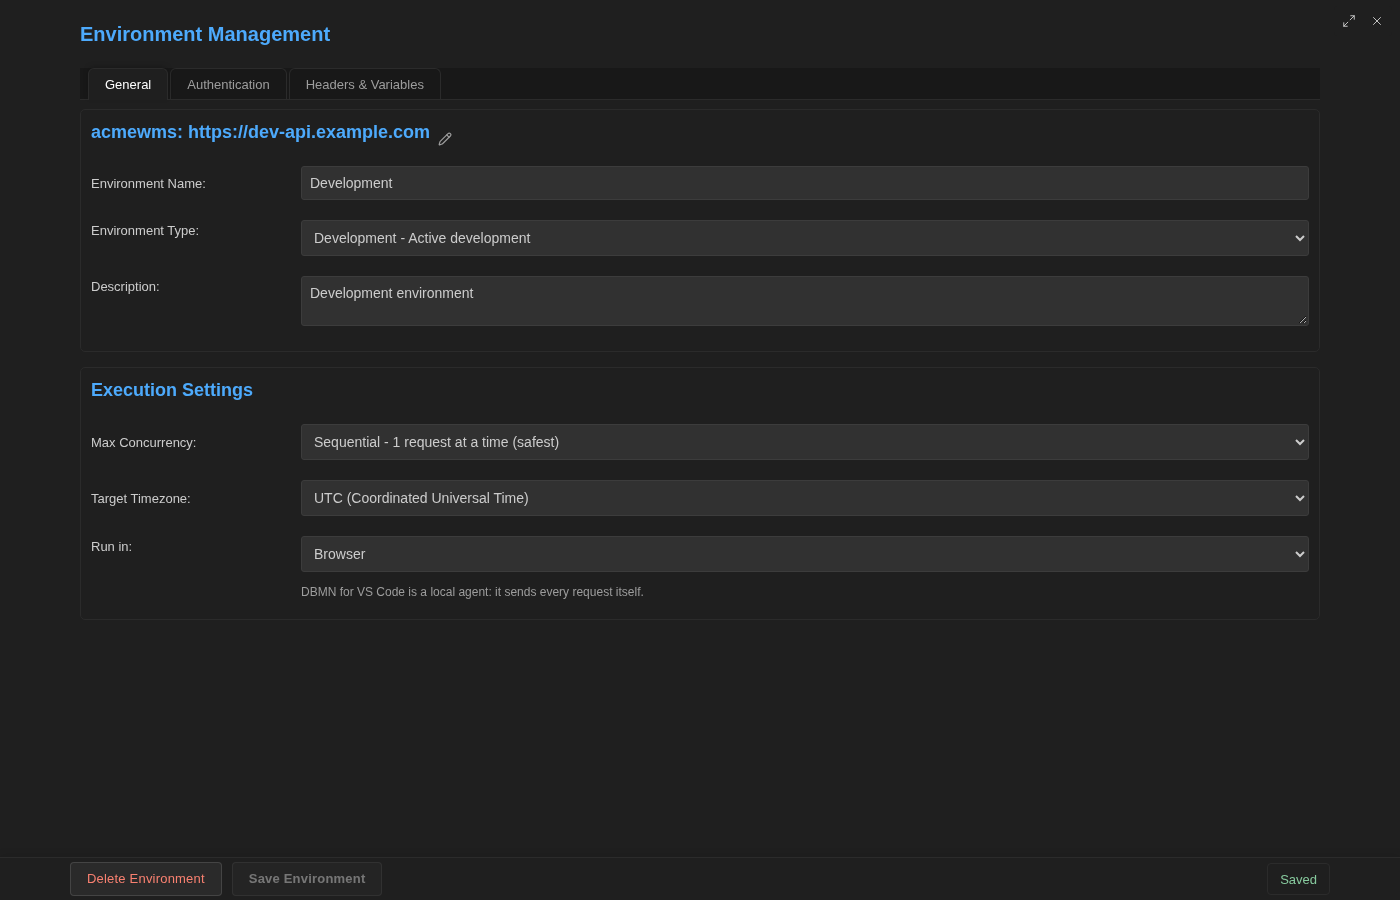 Environment Management
General
Authentication
Headers & Variables
acmewms: https://dev-api.example.com
Environment Name:
Development
Environment Type:
Development - Active development
Description:
Development environment
Execution Settings
Max Concurrency:
Sequential - 1 request at a time (safest)
Target Timezone:
UTC (Coordinated Universal Time)
Run in:
Browser
DBMN for VS Code is a local agent: it sends every request itself.
Delete Environment
Save Environment
Saved